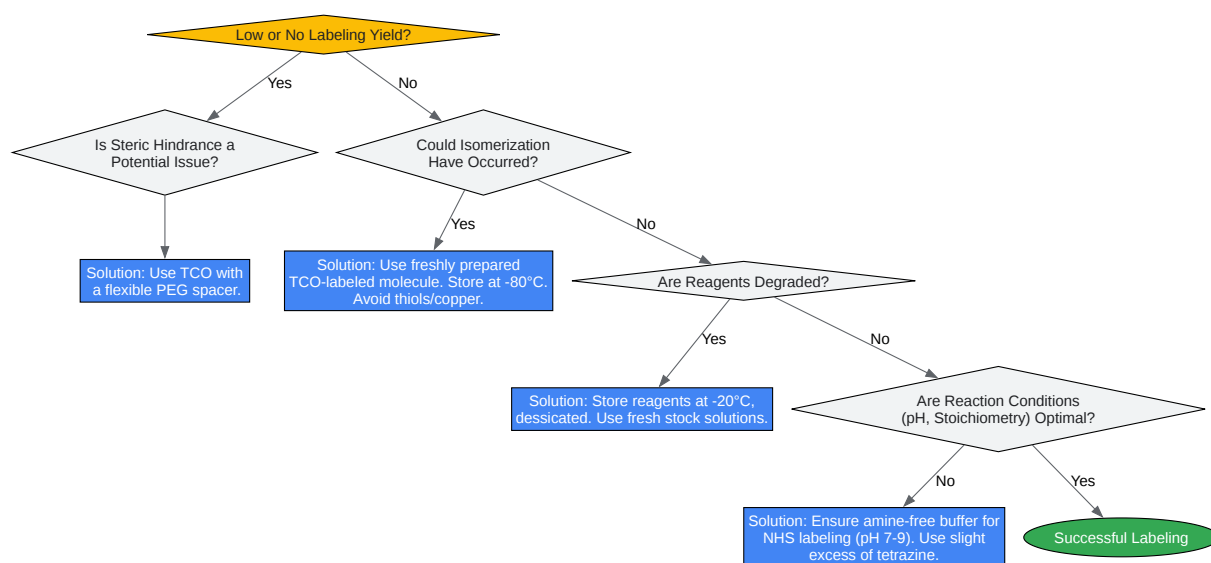 Low or No Labeling Yield?
Yes
No
Is Steric Hindrance a
Potential Issue?
Could Isomerization
Have Occurred?
Yes
No
Solution: Use TCO with
a flexible PEG spacer.
Solution: Use freshly prepared
TCO-labeled molecule. Store at -80°C.
Avoid thiols/copper.
Are Reagents Degraded?
Yes
No
Solution: Store reagents at -20°C,
dessicated. Use fresh stock solutions.
Are Reaction Conditions
(pH, Stoichiometry) Optimal?
No
Yes
Solution: Ensure amine-free buffer for
NHS labeling (pH 7-9). Use slight
excess of tetrazine.
Successful Labeling